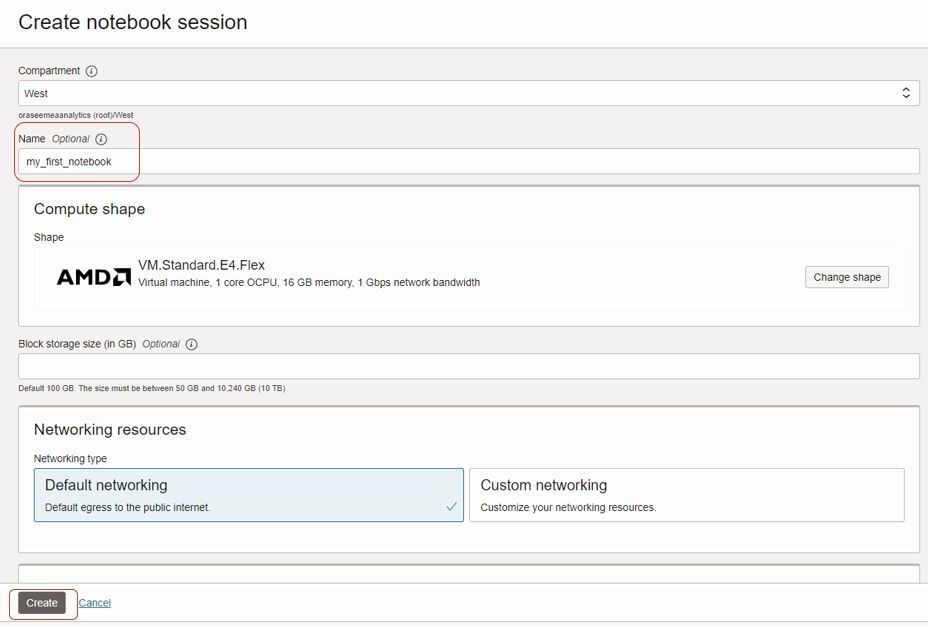 Create notebook session
Compartment
West
oraseemeaanalytics (root)/West
Name Optional
my_first_notebook
Compute shape
Shape
AMD
VM.Standard.E4.Flex
Virtual machine, 1 core OCPU, 16 GB memory, 1 Gbps network bandwidth
Change shape
Block storage size (in GB) Optional
Default 100 GB. The size must be between 50 GB and 10,240 GB (10 TB)
Networking resources
Networking type
Default networking
Default egress to the public internet.
Custom networking
Customize your networking resources.
Create Cancel